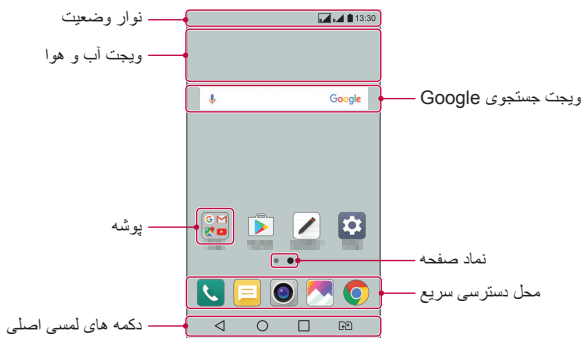 نوار وضعیت
13:30
ویجت آب و هوا
Google
ویجت جستجوی Google
پوشه
نماد صفحه
محل دسترسی سریع
دکمه های لمسی اصلی